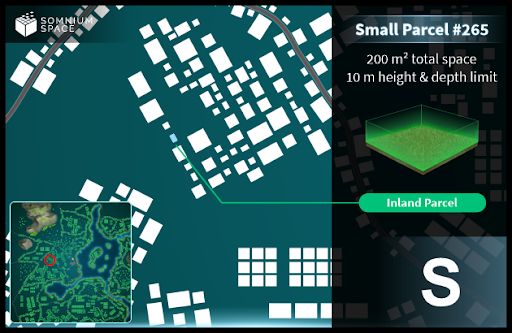 SOMNIUM
SPACE
Small Parcel #265
200 m² total space
10 m height & depth limit
Inland Parcel
S